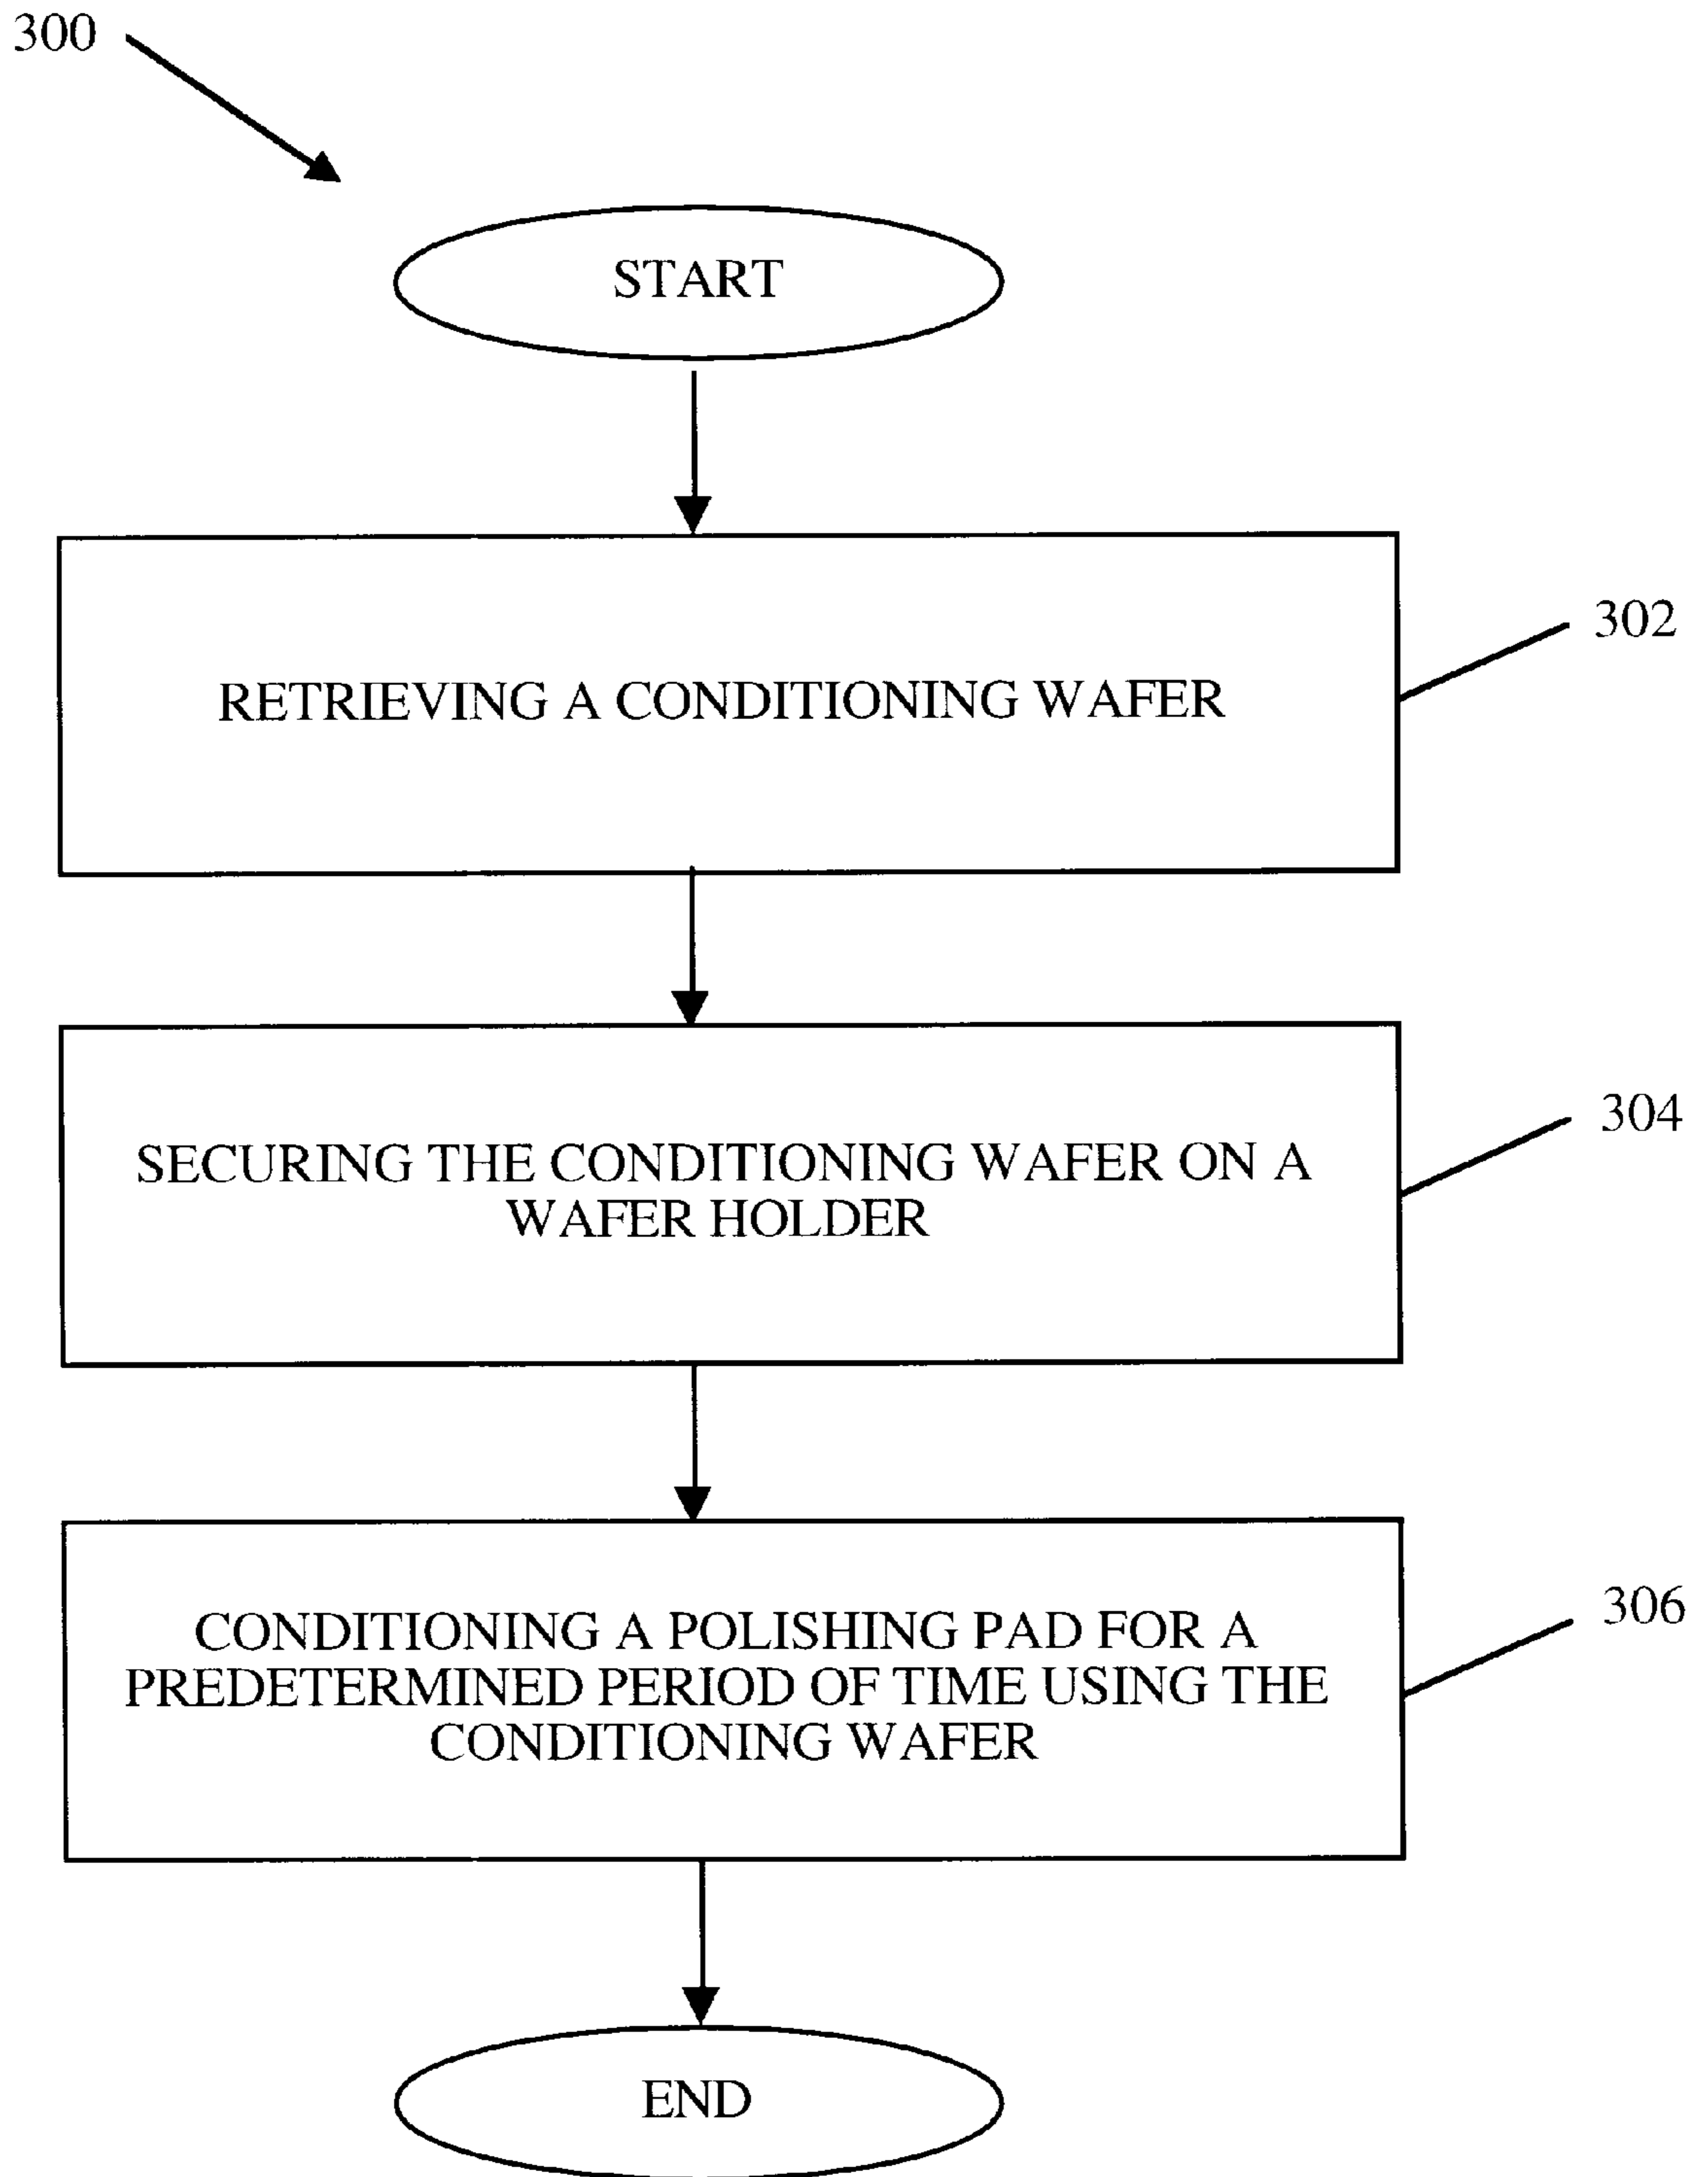 300
START
RETRIEVING A CONDITIONING WAFER
302
SECURING THE CONDITIONING WAFER ON A
WAFER HOLDER
304
CONDITIONING A POLISHING PAD FOR A
PREDETERMINED PERIOD OF TIME USING THE
CONDITIONING WAFER
306
END